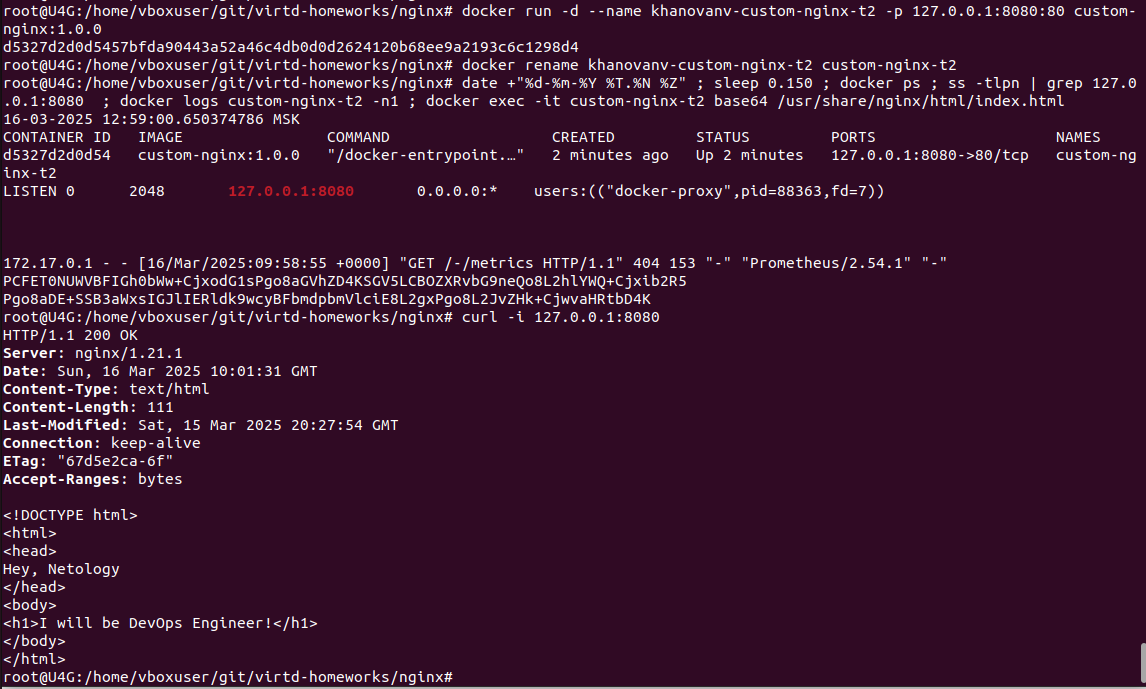 root@U4G:/home/vboxuser/git/virtd-homeworks/nginx# docker run -d --name khanovanv-custom-nginx-t2 -p 127.0.0.1:8080:80 custom-
nginx:1.0.0
d5327d2d0d5457bfda90443a52a46c4db0d0d2624120b68ee9a2193c6c1298d4
root@U4G:/home/vboxuser/git/virtd-homeworks/nginx# docker rename khanovanv-custom-nginx-t2 custom-nginx-t2
root@U4G:/home/vboxuser/git/virtd-homeworks/nginx# date +"%d-%m-%Y %T.%N %Z" ; sleep 0.150 ; docker ps ; ss -tlpn | grep 127.0
.0.1:8080  ; docker logs custom-nginx-t2 -n1 ; docker exec -it custom-nginx-t2 base64 /usr/share/nginx/html/index.html
16-03-2025 12:59:00.650374786 MSK
CONTAINER ID   IMAGE                COMMAND                  CREATED         STATUS         PORTS                    NAMES
d5327d2d0d54   custom-nginx:1.0.0   "/docker-entrypoint.…"   2 minutes ago   Up 2 minutes   127.0.0.1:8080->80/tcp   custom-ng
inx-t2
LISTEN 0      2048       127.0.0.1:8080       0.0.0.0:*    users:(("docker-proxy",pid=88363,fd=7))
172.17.0.1 - - [16/Mar/2025:09:58:55 +0000] "GET /-/metrics HTTP/1.1" 404 153 "-" "Prometheus/2.54.1" "-"
PCFET0NUWVBFIGh0bWw+CjxodG1sPgo8aGVhZD4KSGV5LCBOZXRvbG9neQo8L2hlYWQ+Cjxib2R5
Pgo8aDE+SSB3aWxsIGJlIERldk9wcyBFbmdpbmVlciE8L2gxPgo8L2JvZHk+CjwvaHRtbD4K
root@U4G:/home/vboxuser/git/virtd-homeworks/nginx# curl -i 127.0.0.1:8080
HTTP/1.1 200 OK
Server: nginx/1.21.1
Date: Sun, 16 Mar 2025 10:01:31 GMT
Content-Type: text/html
Content-Length: 111
Last-Modified: Sat, 15 Mar 2025 20:27:54 GMT
Connection: keep-alive
ETag: "67d5e2ca-6f"
Accept-Ranges: bytes
<!DOCTYPE html>
<html>
<head>
Hey, Netology
</head>
<body>
<h1>I will be DevOps Engineer!</h1>
</body>
</html>
root@U4G:/home/vboxuser/git/virtd-homeworks/nginx#